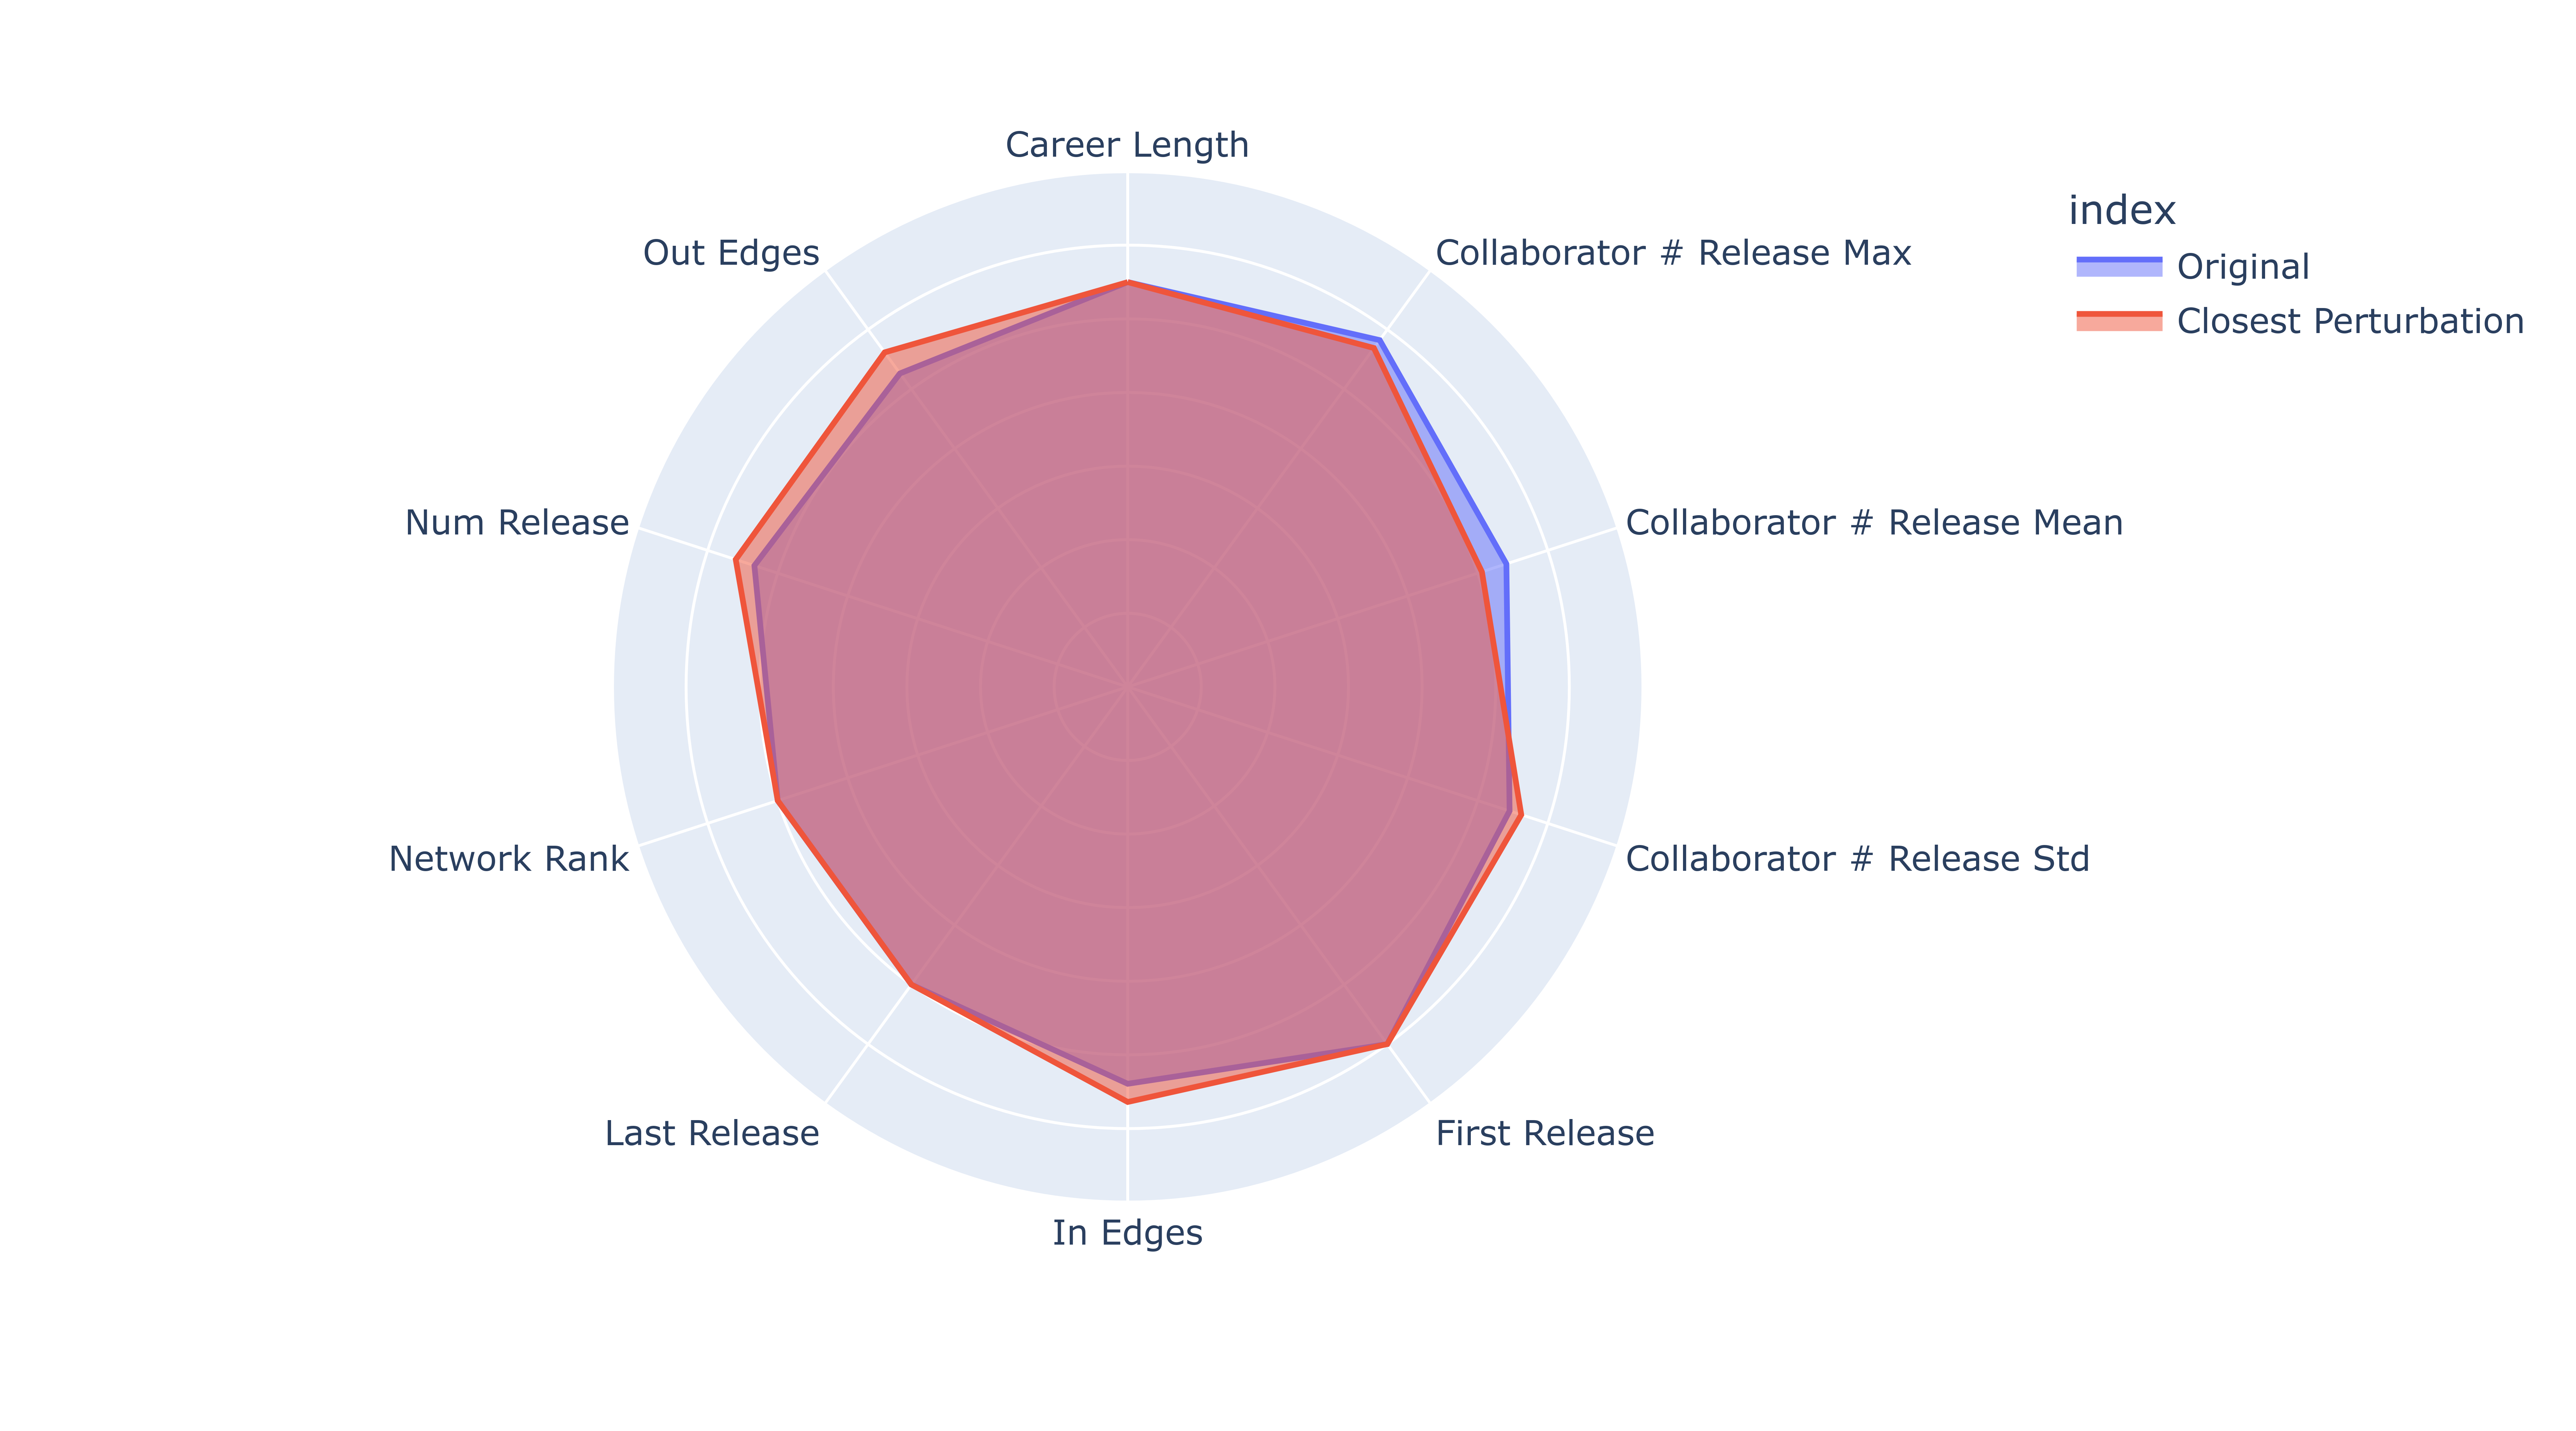 Career Length
Out Edges
Collaborator # Release Max
Num Release
Collaborator # Release Mean
Network Rank
Collaborator # Release Std
Last Release
First Release
In Edges
index
Original
Closest Perturbation